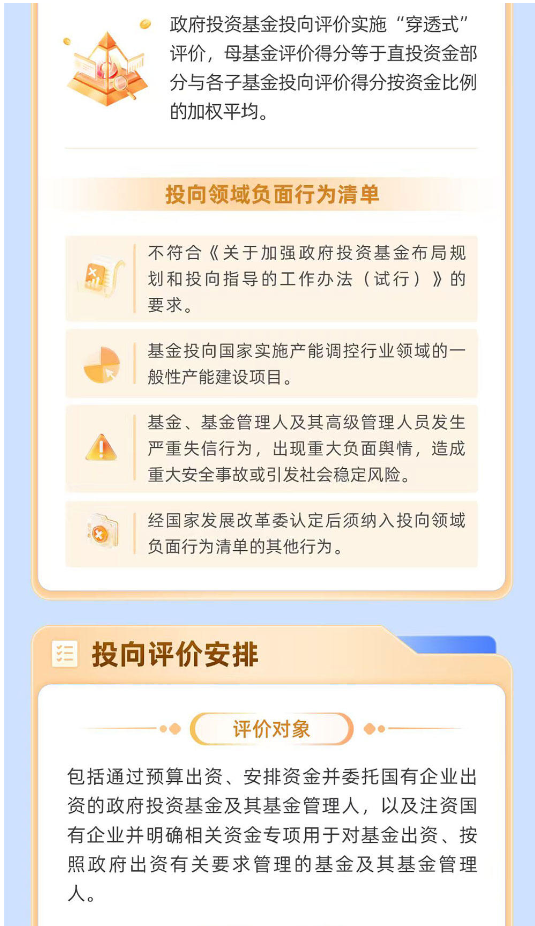 政府投资基金投向评价实施“穿透式”
评价，母基金评价得分等于直投资金部
分与各子基金投向评价得分按资金比例
的加权平均。
投向领域负面行为清单
不符合《关于加强政府投资基金布局规
划和投向指导的工作办法（试行）》的
要求。
基金投向国家实施产能调控行业领域的一
般性产能建设项目。
基金、基金管理人及其高级管理人员发生
严重失信行为，出现重大负面舆情，造成
重大安全事故或引发社会稳定风险。
经国家发展改革委认定后须纳入投向领域
负面行为清单的其他行为。
投向评价安排
评价对象
包括通过预算出资、安排资金并委托国有企业出
资的政府投资基金及其基金管理人，以及注资国
有企业并明确相关资金专项用于对基金出资、按
照政府出资有关要求管理的基金及其基金管理
人。